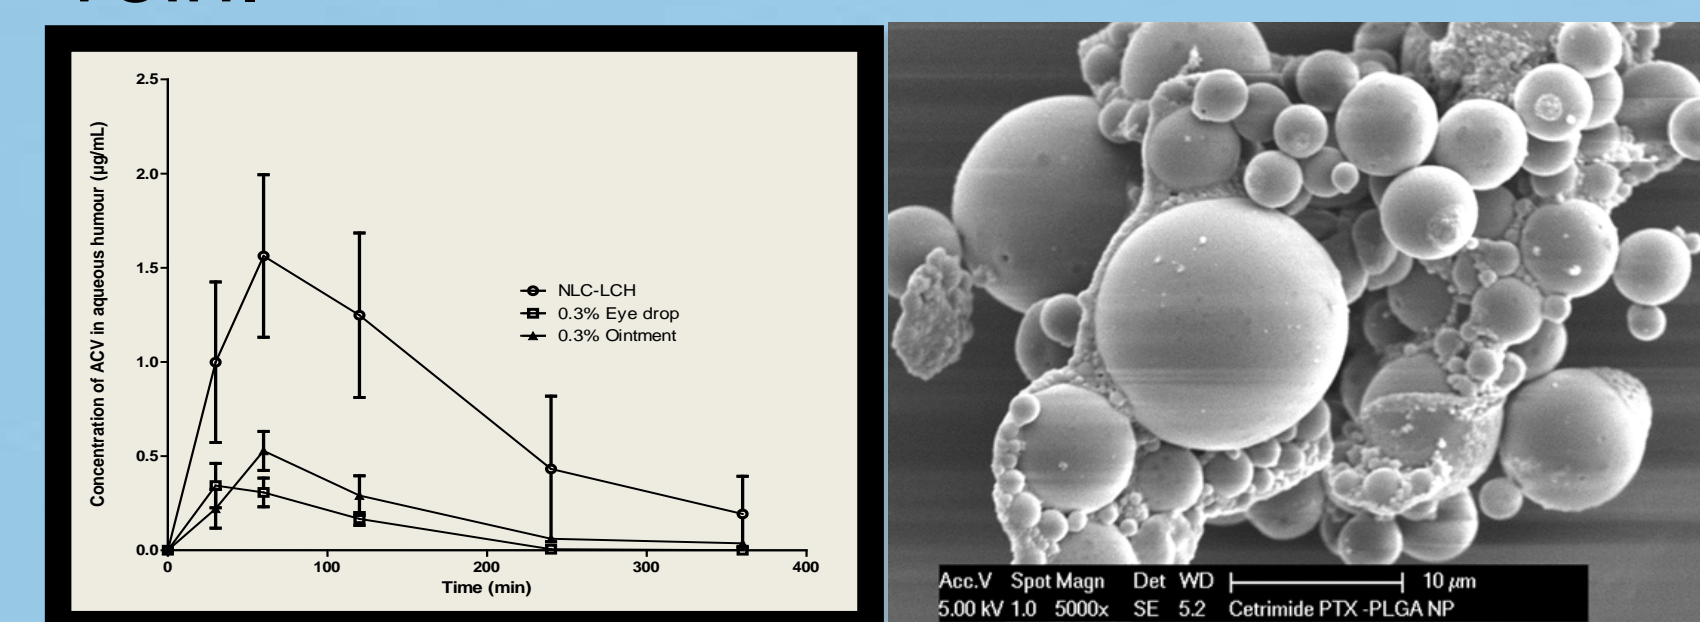 2.5
2.0
1.5
1.0
0.5
0.0
0
100
200
300
400
Concentration of ACV in aqueous humour (µg/mL)
Time (min)
NLC-LCH
0.3% Eye drop
0.3% Ointment
Acc.V Spot Magn Det WD 10 µm
5.00 kV 1.0 5000x SE 5.2 Cetrimide PTX -PLGA NP